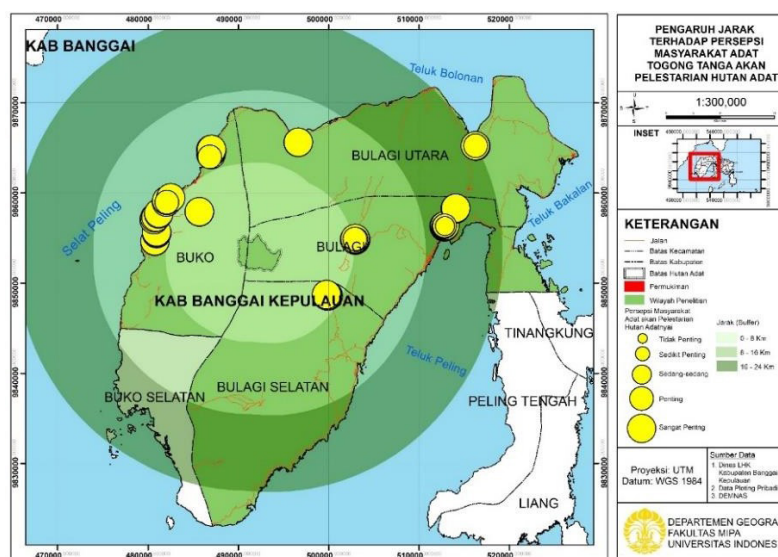 470000
480000
490000
500000
510000
520000
KAB BANGGAI
Teluk Bolonan
BULAGI UTARA
Selat Peling
Teluk Bakalan
BUKO
BULAGI
KAB BANGGAI KEPULAUAN
TINANGKUNG
Teluk Peling
BUKO SELATAN
BULAGI SELATAN
PELING TENGAH
LIANG
9870000
9860000
9850000
9840000
9830000
470000
480000
490000
500000
510000
520000
PENGARUH JARAK
TERHADAP PERSEPSI
MASYARAKAT ADAT
TOGONG TANGA AKAN
PELESTARIAN HUTAN ADAT
1:300,000
INSET
KETERANGAN
Jalan
Batas Kecamatan
Batas Kabupaten
Batas Hutan Adat
Permukiman
Wilayah Penelitian
Persepsi Masyarakat
Adat akan Pelestarian
Hutan Adatnya
Tidak Penting
Sedikit Penting
Sedang-sedang
Penting
Sangat Penting
Jarak (Buffer)
0 - 8 Km
8 - 16 Km
16 - 24 Km
Proyeksi: UTM
Datum: WGS 1984
Sumber Data
1. Dinas LHK
Kabupaten Banggai
Kepulauan
2. Data Ploting Pribadi
3. DEMNAS
DEPARTEMEN GEOGRA
FAKULTAS MIPA
UNIVERSITAS INDONES